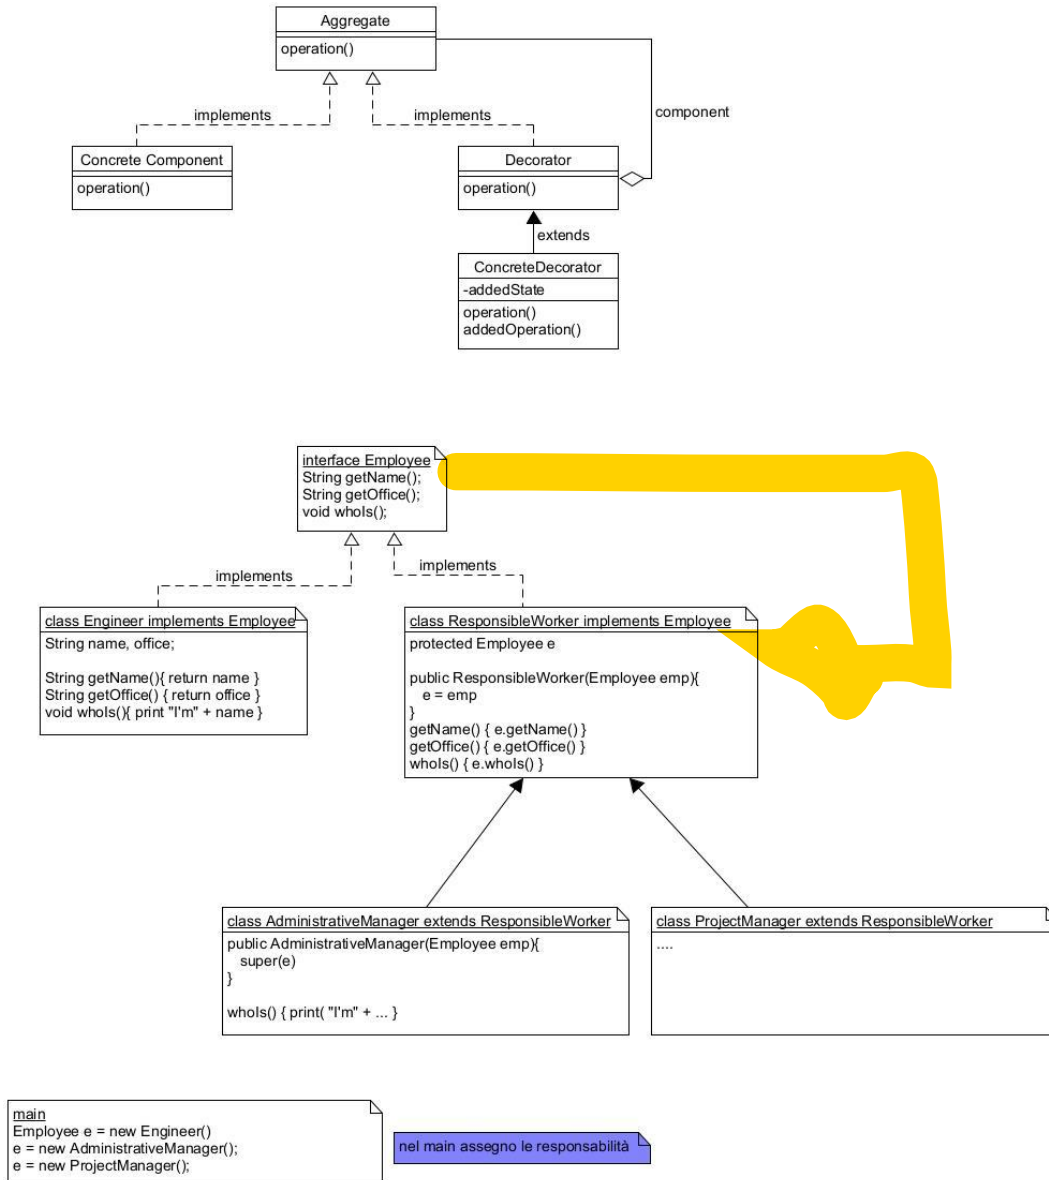 Aggregate
operation()
implements
implements
component
Concrete Component
operation()
Decorator
operation()
extends
ConcreteDecorator
-addedState
operation()
addedOperation()
interface Employee
String getName();
String getOffice();
void whoIs();
implements
implements
class Engineer implements Employee
String name, office;
String getName(){ return name }
String getOffice() { return office }
void whoIs(){ print "I'm" + name }
class ResponsibleWorker implements Employee
protected Employee e
public ResponsibleWorker(Employee emp){
e = emp
}
getName() { e.getName() }
getOffice() { e.getOffice() }
whoIs() { e.whoIs() }
class AdministrativeManager extends ResponsibleWorker
public AdministrativeManager(Employee emp){
super(e)
}
whoIs() { print( "I'm" + ... }
class ProjectManager extends ResponsibleWorker
....
main
Employee e = new Engineer()
e = new AdministrativeManager();
e = new ProjectManager();
nel main assegno le responsabilità